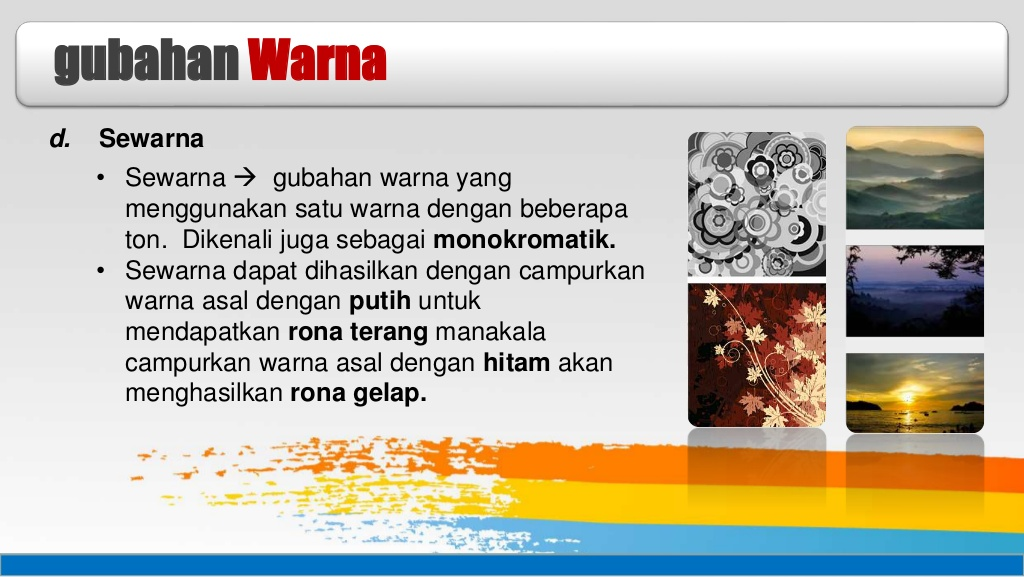 gubahan Warna
d. Sewarna
• Sewarna → gubahan warna yang
menggunakan satu warna dengan beberapa
ton. Dikenali juga sebagai monokromatik.
• Sewarna dapat dihasilkan dengan campurkan
warna asal dengan putih untuk
mendapatkan rona terang manakala
campurkan warna asal dengan hitam akan
menghasilkan rona gelap.